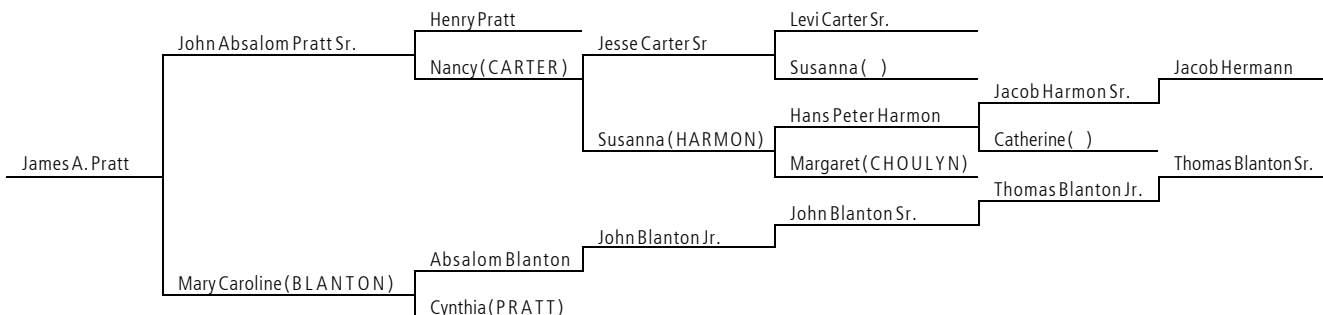 Henry Pratt
Levi Carter Sr.
John Absalom Pratt Sr.
Jesse Carter Sr
Nancy (CARTER)
Susanna ( )
Jacob Hermann
Jacob Harmon Sr.
Hans Peter Harmon
Susanna (HARMON)
Catherine ( )
James A. Pratt
Margaret (CHOULYN)
Thomas Blanton Sr.
Thomas Blanton Jr.
John Blanton Sr.
John Blanton Jr.
Absalom Blanton
Mary Caroline (BLANTON)
Cynthia (PRATT)